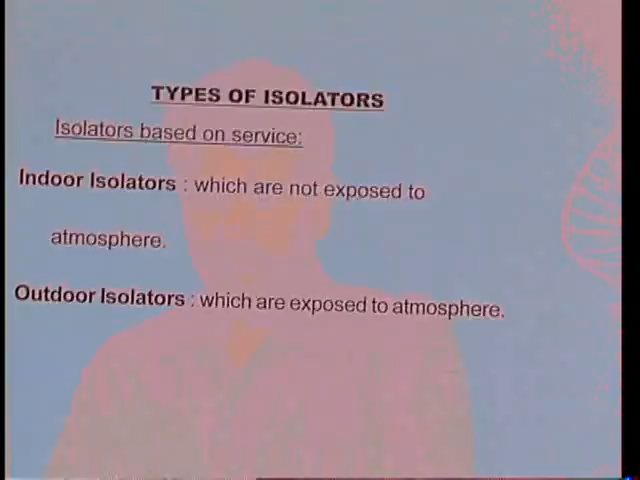 TYPES OF ISOLATORS
Isolators based on service:
Indoor Isolators : which are not exposed to
atmosphere.
Outdoor Isolators : which are exposed to atmosphere.